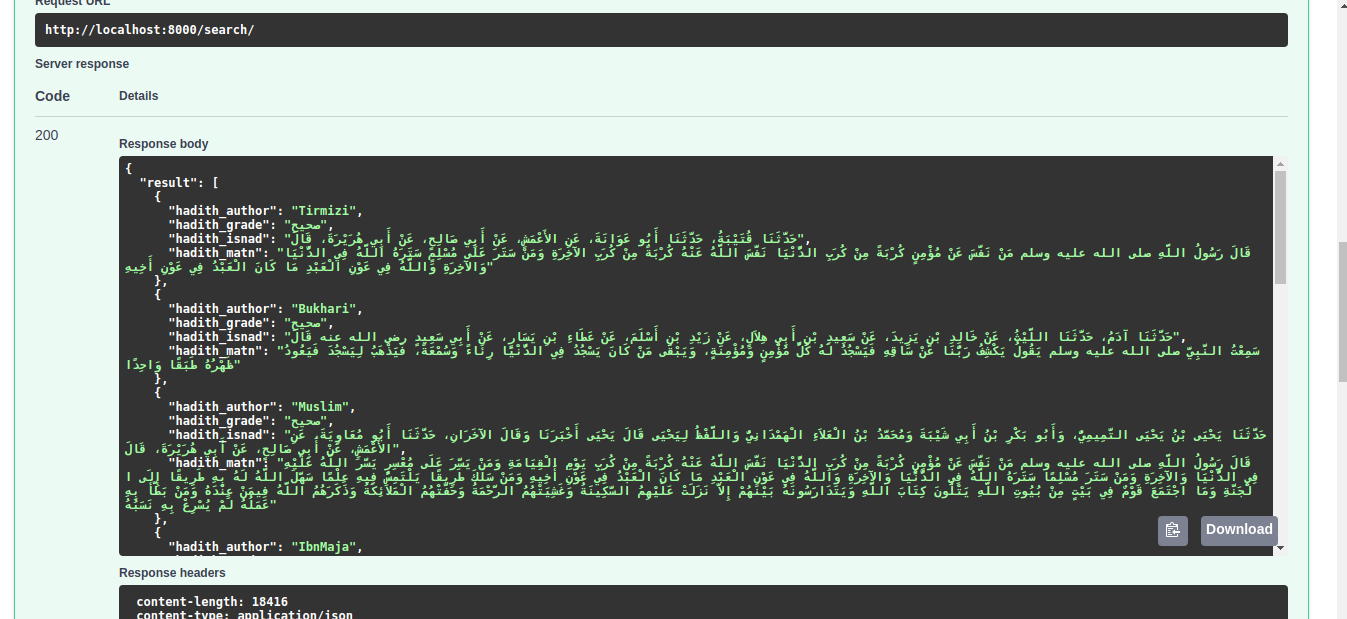 Request URL
http://localhost:8000/search/
Server response
Code
Details
200
Response body
{
"result": [
{
"hadith_author": "Tirmizi",
"hadith_grade": "صحيح",
"hadith_isnad": "حَدَّثَنَا قُتَيْبَةُ، حَدَّثَنَا أَبُو عَوَانَةَ، عَنِ الأَعْمَشِ، عَنْ أَبِي صَالِحٍ، عَنْ أَبِي هُرَيْرَةَ، قَالَ",
"hadith_matn": "قَالَ رَسُولُ اللَّهِ صلى الله عليه وسلم مَنْ نَفَّسَ عَنْ مُؤْمِنٍ كُرْبَةً مِنْ كُرَبِ الدُّنْيَا نَفَّسَ اللَّهُ عَنْهُ كُرْبَةً مِنْ كُرَبِ الآخِرَةِ وَمَنْ سَتَرَ عَلَى مُسْلِمٍ سَتَرَهُ اللَّهُ فِي الدُّنْيَا
وَالآخِرَةِ وَاللَّهُ فِي عَوْنِ الْعَبْدِ مَا كَانَ الْعَبْدُ فِي عَوْنِ أَخِيهِ"
},
{
"hadith_author": "Bukhari",
"hadith_grade": "صحيح",
"hadith_isnad": "حَدَّثَنَا آدَمُ، حَدَّثَنَا اللَّيْثُ، عَنْ خَالِدِ بْنِ يَزِيدَ، عَنْ سَعِيدِ بْنِ أَبِي هِلاَلٍ، عَنْ زَيْدِ بْنِ أَسْلَمَ، عَنْ عَطَاءِ بْنِ يَسَارٍ، عَنْ أَبِي سَعِيدٍ رضى الله عنه قَالَ",
"hadith_matn": "سَمِعْتُ النَّبِيَّ صلى الله عليه وسلم يَقُولُ يَكْشِفُ رَبُّنَا عَنْ سَاقِهِ فَيَسْجُدُ لَهُ كُلُّ مُؤْمِنٍ وَمُؤْمِنَةٍ، وَيَبْقَى مَنْ كَانَ يَسْجُدُ فِي الدُّنْيَا رِئَاءً وَسُمْعَةً، فَيَذْهَبُ لِيَسْجُدَ فَيَعُودُ
ظَهْرُهُ طَبَقًا وَاحِدًا"
},
{
"hadith_author": "Muslim",
"hadith_grade": "صحيح",
"hadith_isnad": "حَدَّثَنَا يَحْيَى بْنُ يَحْيَى التَّمِيمِيُّ، وَأَبُو بَكْرِ بْنُ أَبِي شَيْبَةَ وَمُحَمَّدُ بْنُ الْعَلاَءِ الْهَمْدَانِيُّ وَاللَّفْظُ لِيَحْيَى قَالَ يَحْيَى أَخْبَرَنَا وَقَالَ الآخَرَانِ، حَدَّثَنَا أَبُو مُعَاوِيَةَ، عَنِ
الأَعْمَشِ، عَنْ أَبِي صَالِحٍ، عَنْ أَبِي هُرَيْرَةَ، قَالَ",
"hadith_matn": "قَالَ رَسُولُ اللَّهِ صلى الله عليه وسلم مَنْ نَفَّسَ عَنْ مُؤْمِنٍ كُرْبَةً مِنْ كُرَبِ الدُّنْيَا نَفَّسَ اللَّهُ عَنْهُ كُرْبَةً مِنْ كُرَبِ يَوْمِ الْقِيَامَةِ وَمَنْ يَسَّرَ عَلَى مُعْسِرٍ يَسَّرَ اللَّهُ عَلَيْهِ
فِي الدُّنْيَا وَالآخِرَةِ وَمَنْ سَتَرَ مُسْلِمًا سَتَرَهُ اللَّهُ فِي الدُّنْيَا وَالآخِرَةِ وَاللَّهُ فِي عَوْنِ الْعَبْدِ مَا كَانَ الْعَبْدُ فِي عَوْنِ أَخِيهِ وَمَنْ سَلَكَ طَرِيقًا يَلْتَمِسُ فِيهِ عِلْمًا سَهَّلَ اللَّهُ لَهُ بِهِ طَرِيقًا إِلَى ا
لْجَنَّةِ وَمَا اجْتَمَعَ قَوْمٌ فِي بَيْتٍ مِنْ بُيُوتِ اللَّهِ يَتْلُونَ كِتَابَ اللَّهِ وَيَتَدَارَسُونَهُ بَيْنَهُمْ إِلاَّ نَزَلَتْ عَلَيْهِمُ السَّكِينَةُ وَغَشِيَتْهُمُ الرَّحْمَةُ وَحَفَّتْهُمُ الْمَلاَئِكَةُ وَذَكَرَهُمُ اللَّهُ فِيمَنْ عِنْدَهُ وَمَنْ بَطَّأَ بِهِ
عَمَلُهُ لَمْ يُسْرِعْ بِهِ نَسَبُهُ"
},
{
"hadith_author": "IbnMaja",
Download
Response headers
content-length: 18416
content-type: application/json